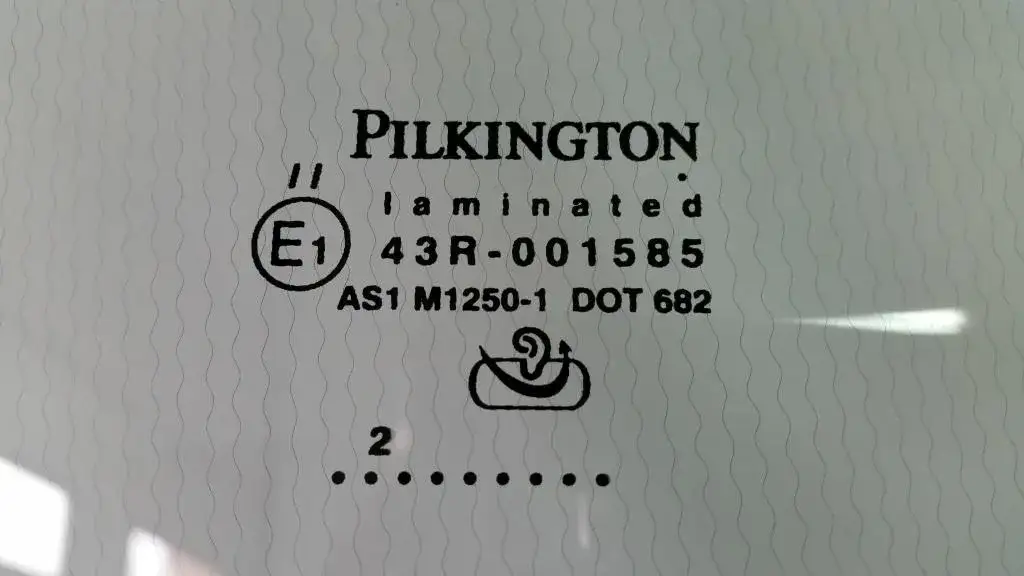 PILKINGTON
//
laminated
E1 43R-001585
AS1 M1250-1 DOT 682
2
.........